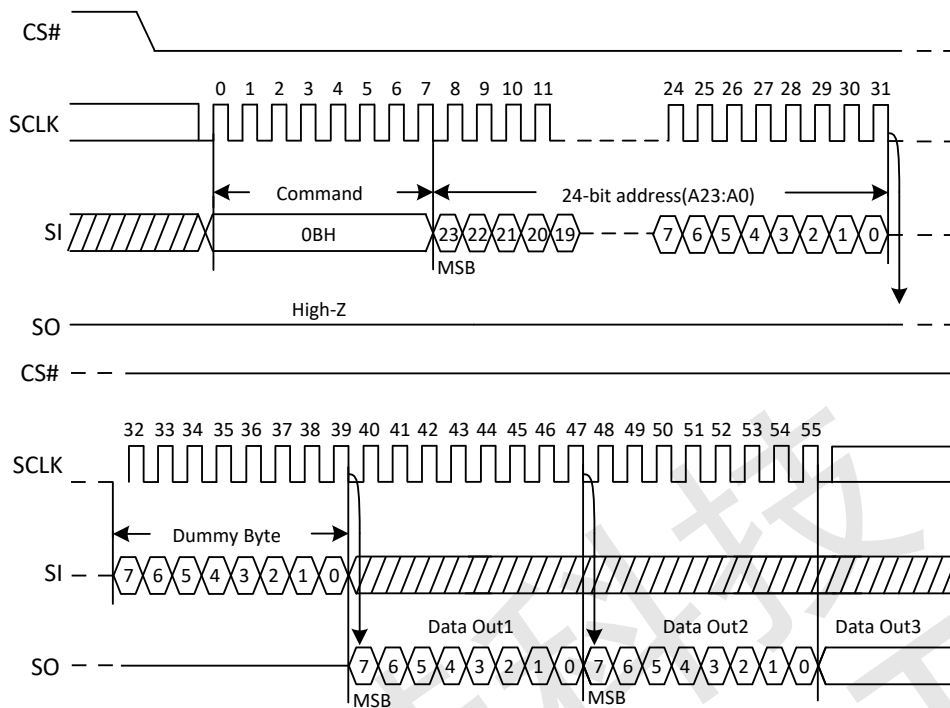 CS#
0 1 2 3 4 5 6 7 8 9 10 11 24 25 26 27 28 29 30 31
SCLK
Command 24-bit address(A23:A0)
SI 0BH 23 22 21 20 19 7 6 5 4 3 2 1 0
MSB
High-Z
SO
CS#
32 33 34 35 36 37 38 39 40 41 42 43 44 45 46 47 48 49 50 51 52 53 54 55
SCLK
Dummy Byte
SI 7 6 5 4 3 2 1 0
Data Out1 Data Out2 Data Out3
SO 7 6 5 4 3 2 1 0 7 6 5 4 3 2 1 0
MSB MSB
科技